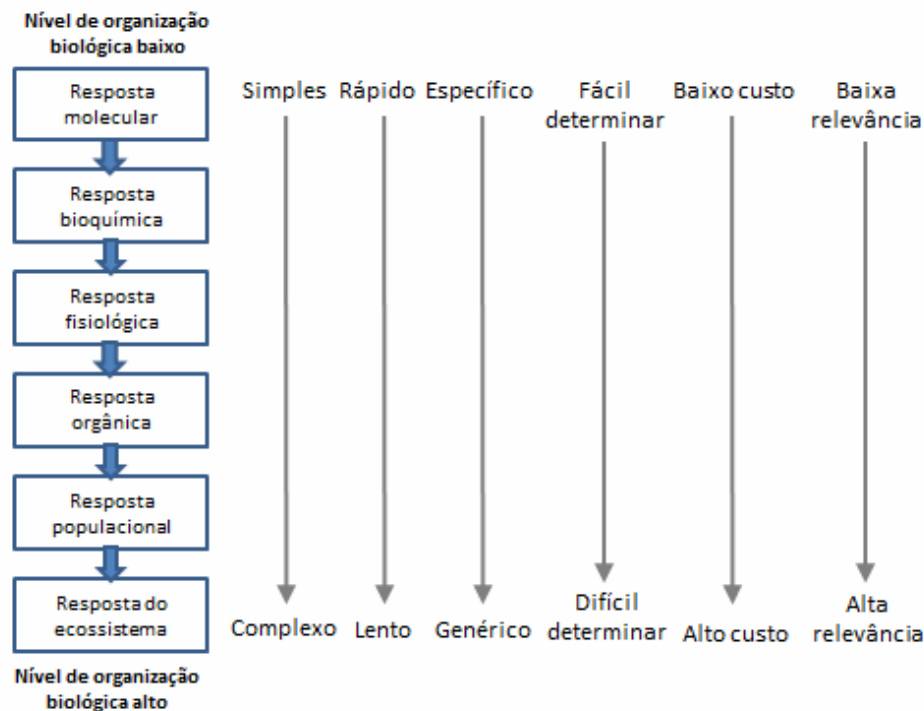 Nível de organização
biológica baixo
Resposta
molecular
Resposta
bioquímica
Resposta
fisiológica
Resposta
orgânica
Resposta
populacional
Resposta do
ecossistema
Nível de organização
biológica alto
Simples
Rápido
Específico
Fácil
determinar
Baixo custo
Baixa
relevância
Complexo
Lento
Genérico
Difícil
determinar
Alto custo
Alta
relevância